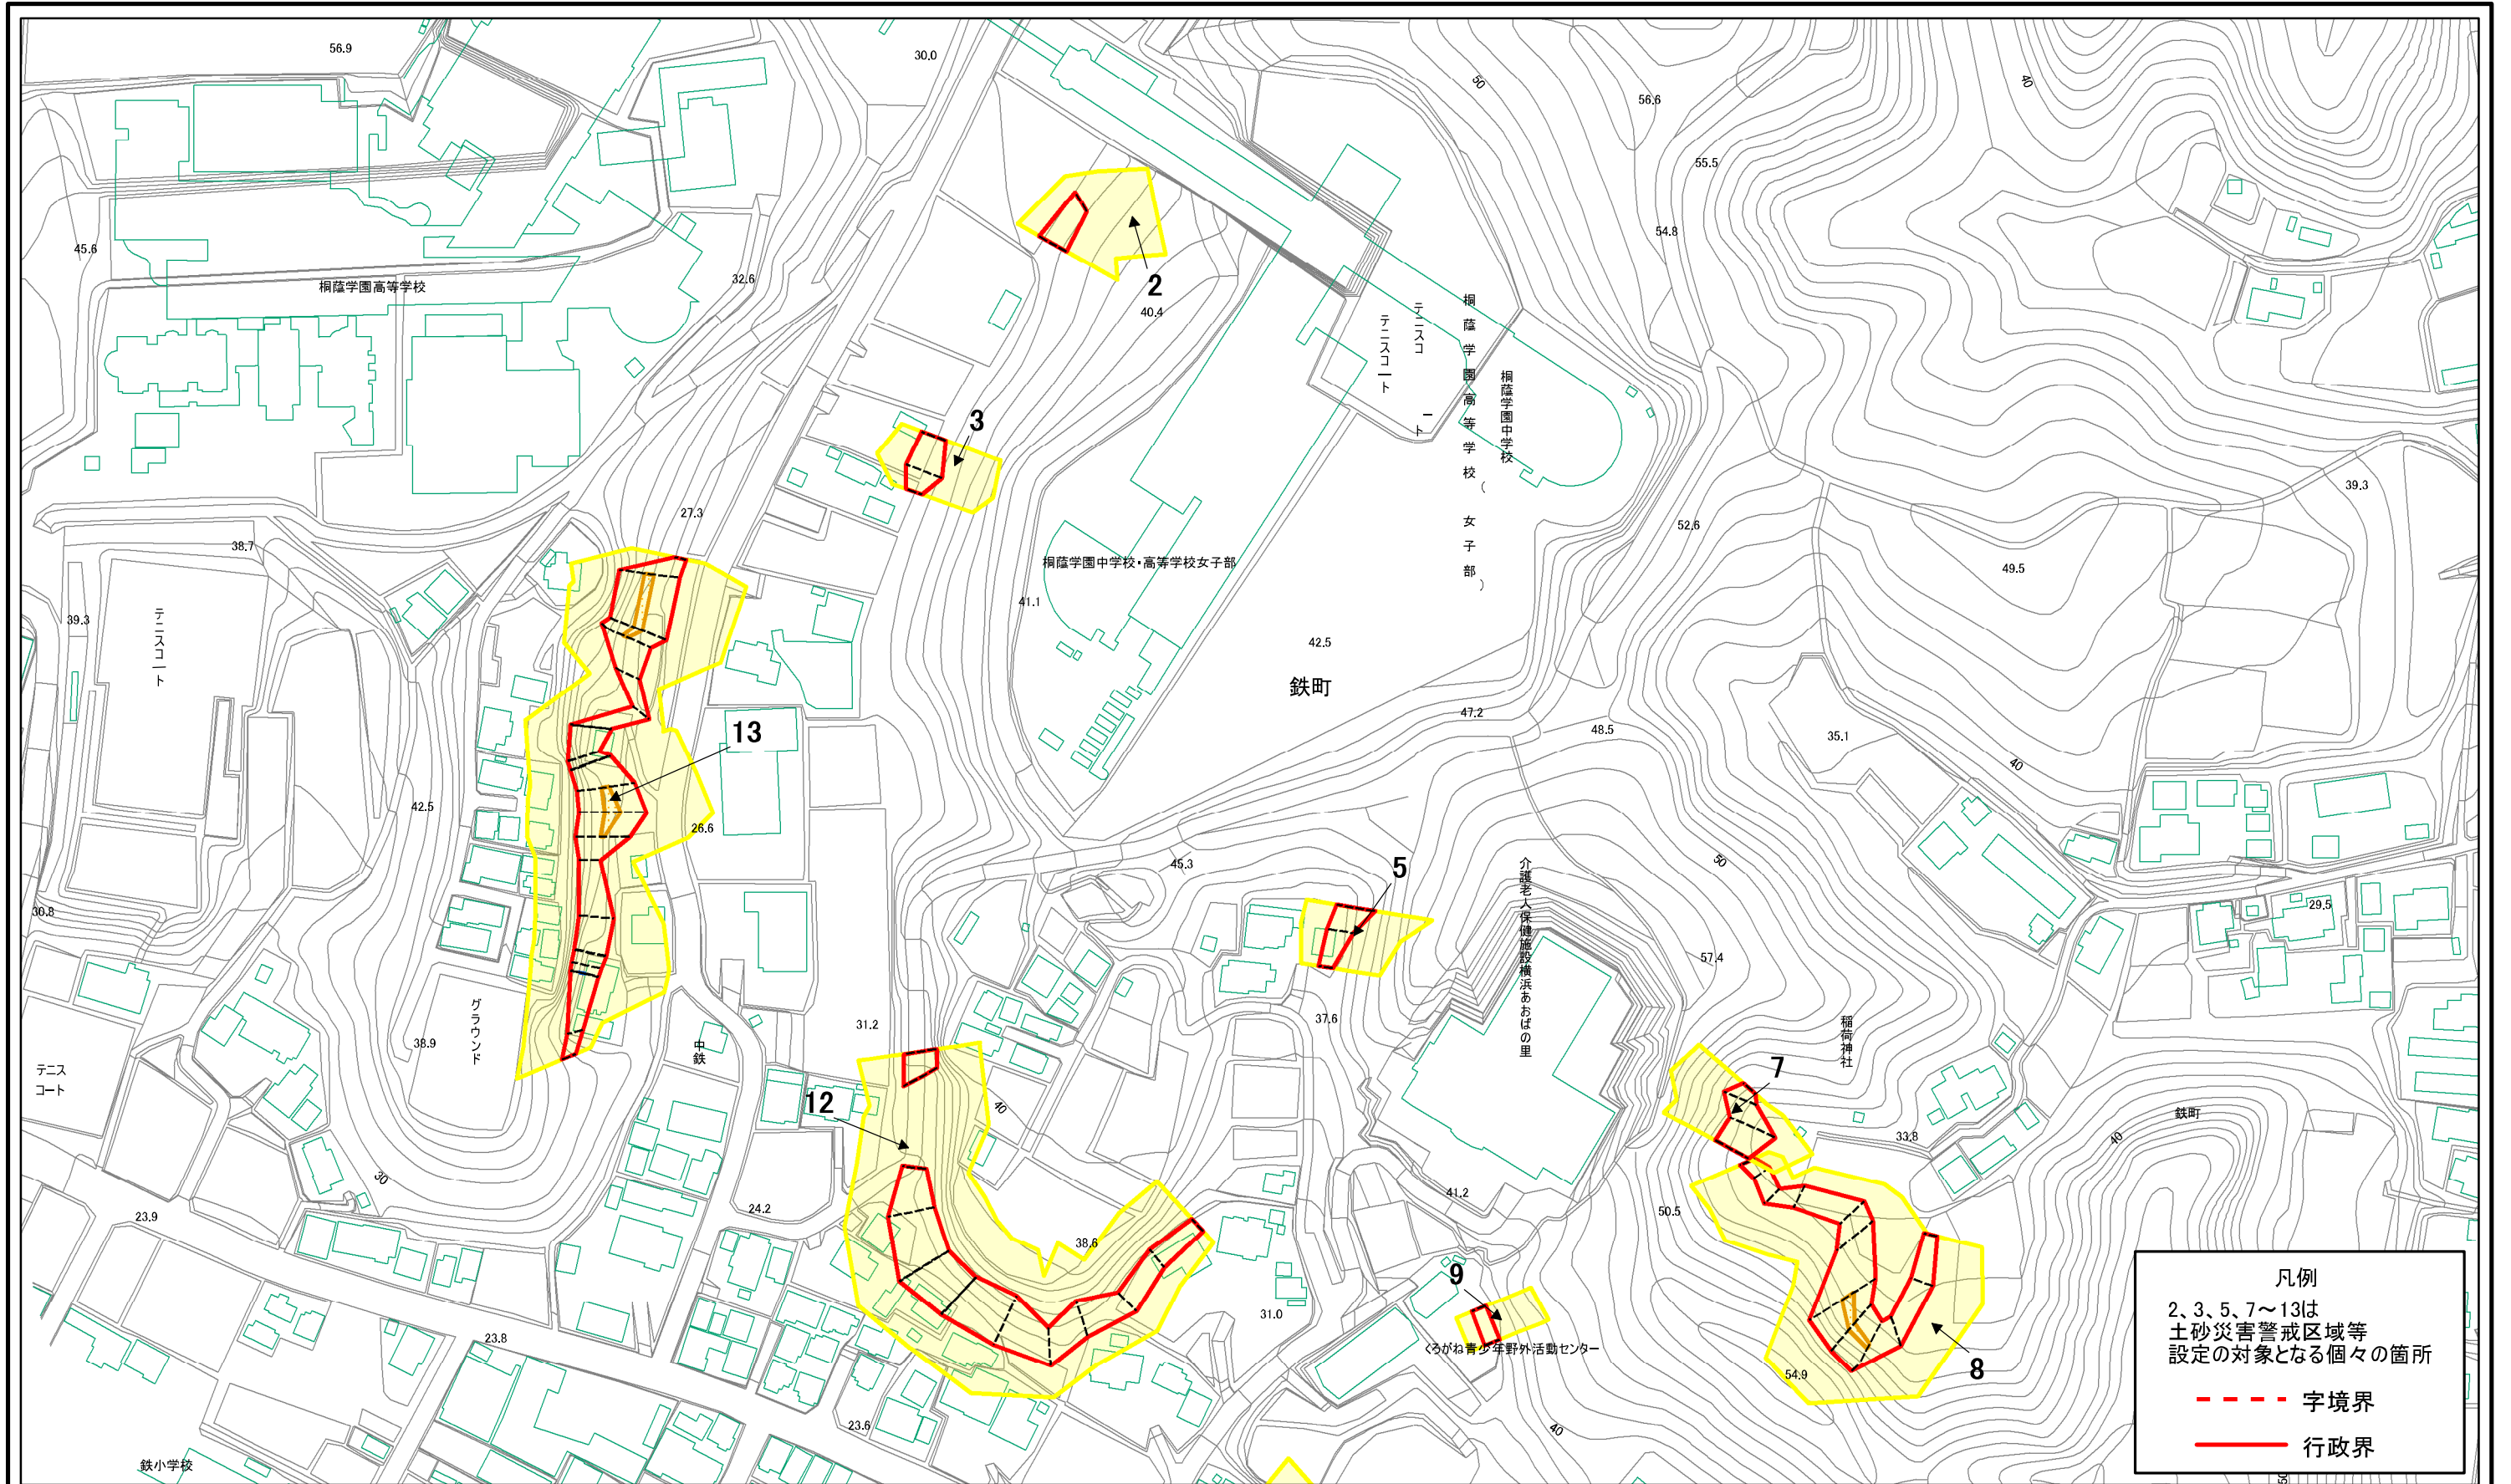 56.9
30.0
50
56.6
40
55.5
45.6
54.8
桐蔭学園高等学校
32.6
2
40.4
テニスコ
ート
テニスコート
桐蔭学園高等学校(女子部)
桐蔭学園中学校
3
27.3
39.3
38.7
52.6
桐蔭学園中学校・高等学校女子部
49.5
41.1
39.3
テニスコート
42.5
鉄町
47.2
48.5
35.1
40
13
42.5
26.6
45.3
5
50
介護老人保健施設横浜あおばの里
30.8
29.5
57.4
グラウンド
31.2
37.6
38.9
中鉄
稲荷神社
テニス
コート
7
12
40
鉄町
33.8
40
30
41.2
50.5
23.9
24.2
38.6
9
31.0
23.8
くろがね青少年野外活動センター
8
54.9
23.6
40
鉄小学校
50
凡例
2、3、5、7～13は
土砂災害警戒区域等
設定の対象となる個々の箇所
字境界
行政界